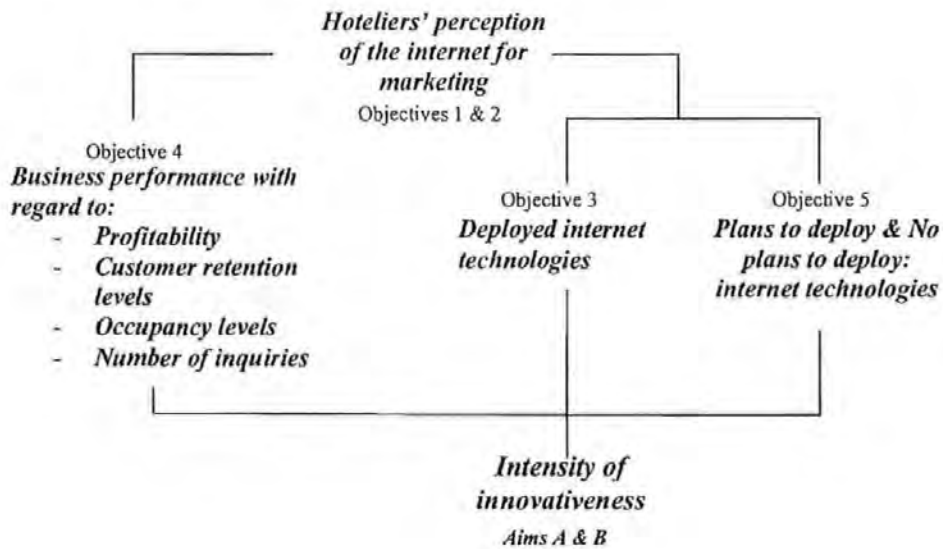 Hoteliers' perception
of the internet for
marketing
Objectives 1 & 2
Objective 4
Business performance with
regard to:
- Profitability
- Customer retention
levels
- Occupancy levels
- Number of inquiries
Objective 3
Deployed internet
technologies
Objective 5
Plans to deploy & No
plans to deploy:
internet technologies
Intensity of
innovativeness
Aims A & B